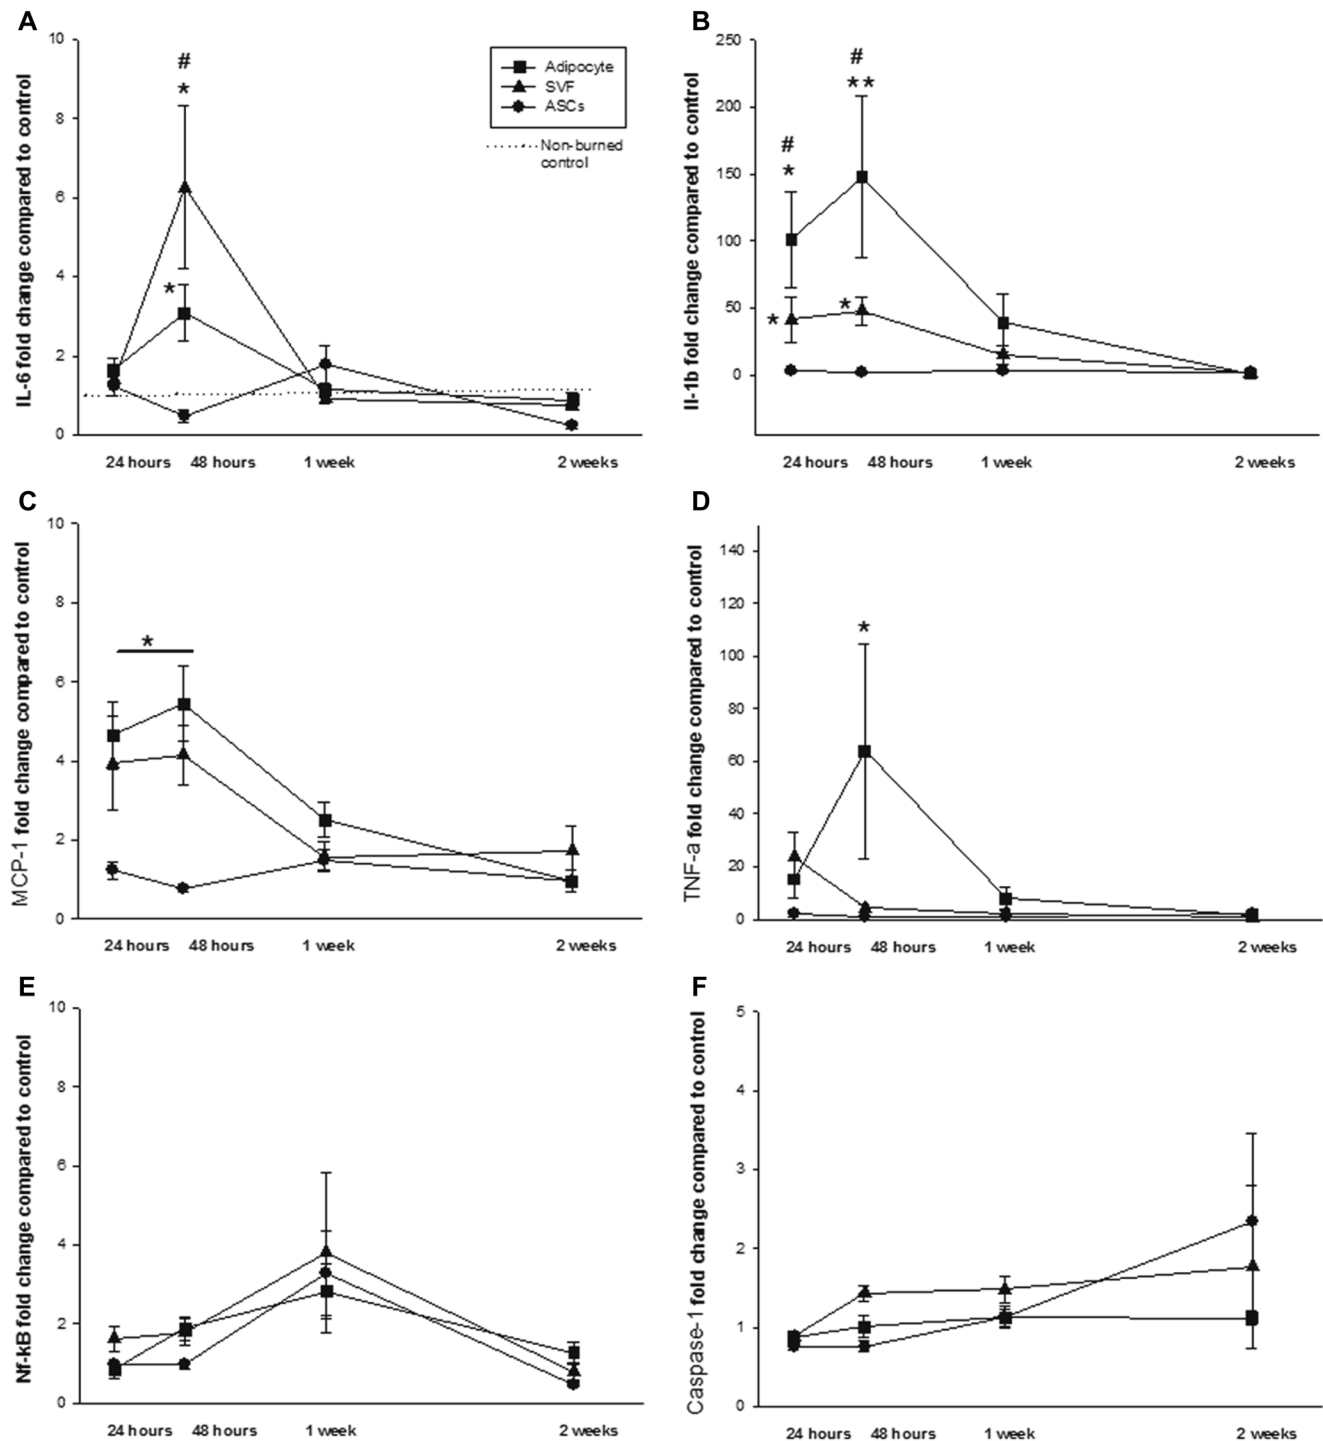 A
IL-6 fold change compared to control
10
8
6
4
2
0
#
*
*
Adipocyte
SVF
ASCs
Non-burned
control
24 hours 48 hours 1 week 2 weeks
B
Il-1b fold change compared to control
250
200
150
100
50
0
#
*
#
**
*
*
24 hours 48 hours 1 week 2 weeks
C
MCP-1 fold change compared to control
10
8
6
4
2
0
*
24 hours 48 hours 1 week 2 weeks
D
TNF-a fold change compared to control
140
120
100
80
60
40
20
0
*
24 hours 48 hours 1 week 2 weeks
E
Nf-kB fold change compared to control
10
8
6
4
2
0
24 hours 48 hours 1 week 2 weeks
F
Caspase-1 fold change compared to control
5
4
3
2
1
0
24 hours 48 hours 1 week 2 weeks